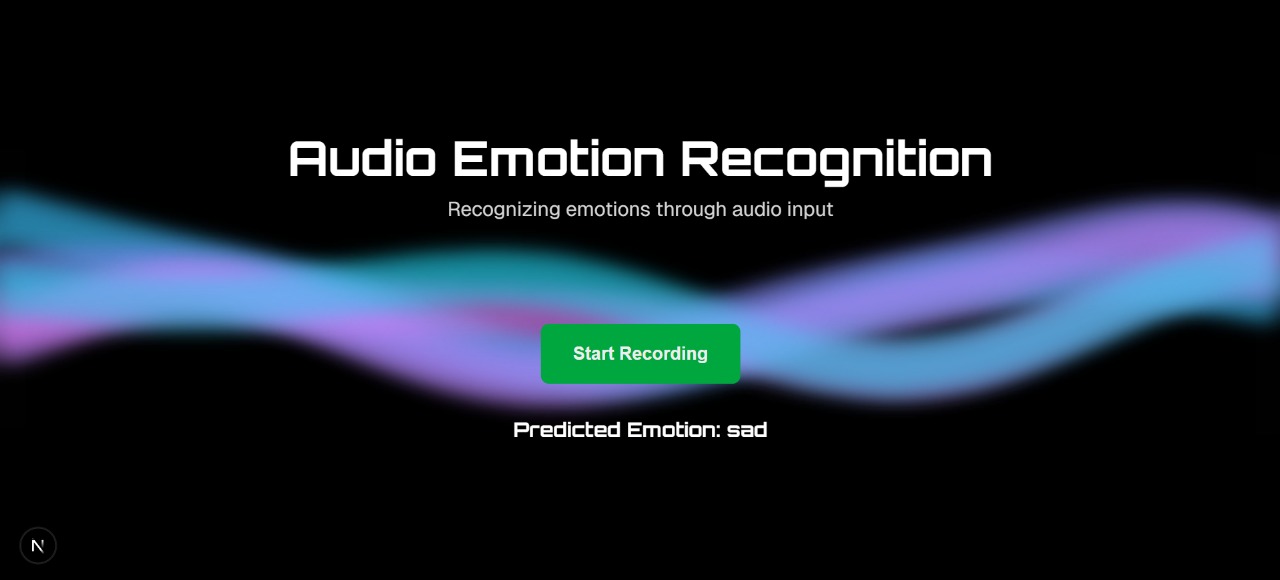 Audio Emotion Recognition
Recognizing emotions through audio input
Start Recording
Predicted Emotion: sad
N